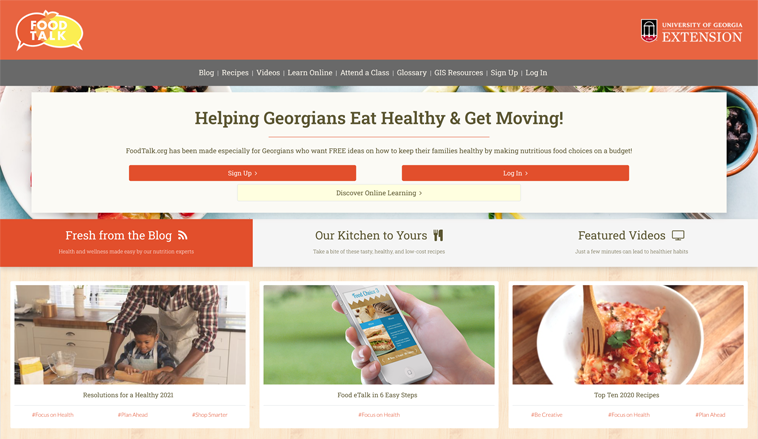 FOOD
TALK
UNIVERSITY OF GEORGIA
EXTENSION
Blog | Recipes | Videos | Learn Online | Attend a Class | Glossary | GIS Resources | Sign Up | Log In
Helping Georgians Eat Healthy & Get Moving!
FoodTalk.org has been made especially for Georgians who want FREE ideas on how to keep their families healthy by making nutritious food choices on a budget!
Sign Up >
Log In >
Discover Online Learning >
Fresh from the Blog
Health and wellness made easy by our nutrition experts
Our Kitchen to Yours
Take a bite of these tasty, healthy, and low-cost recipes
Featured Videos
Just a few minutes can lead to healthier habits
Resolutions for a Healthy 2021
#Focus on Health #Plan Ahead #Shop Smarter
Food eTalk in 6 Easy Steps
#Focus on Health
Top Ten 2020 Recipes
#Be Creative #Focus on Health #Plan Ahead